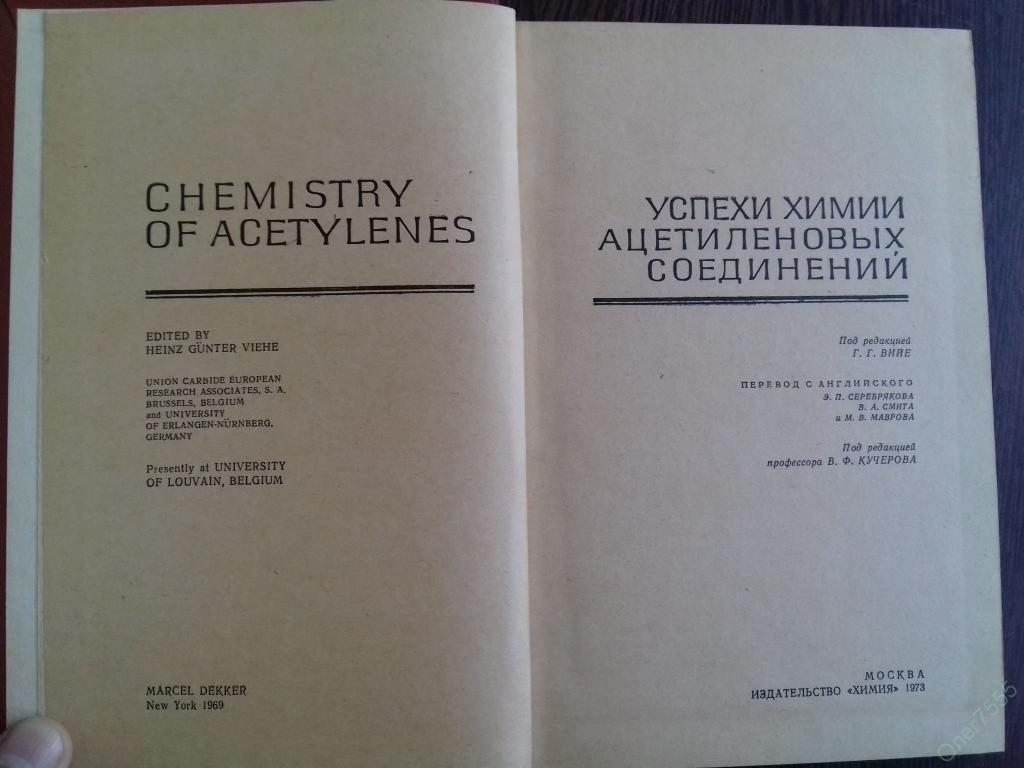 CHEMISTRY
OF ACETYLENES
EDITED BY
HEINZ GÜNTER VIEHE
UNION CARBIDE EUROPEAN
RESEARCH ASSOCIATES, S. A.
BRUSSELS, BELGIUM
and UNIVERSITY
OF ERLANGEN-NÜRNBERG,
GERMANY
Presently at UNIVERSITY
OF LOUVAIN, BELGIUM
MARCEL DEKKER
New York 1969
УСПЕХИ ХИМИИ
АЦЕТИЛЕНОВЫХ
СОЕДИНЕНИЙ
Под редакцией
Г. Г. ВИЙЕ
ПЕРЕВОД С АНГЛИЙСКОГО
Э. П. СЕРЕБРЯКОВА
В. А. СМИТА
и М. В. МАВРОВА
Под редакцией
профессора В. Ф. КУЧЕРОВА
МОСКВА
ИЗДАТЕЛЬСТВО «ХИМИЯ» 1973
Oner7555